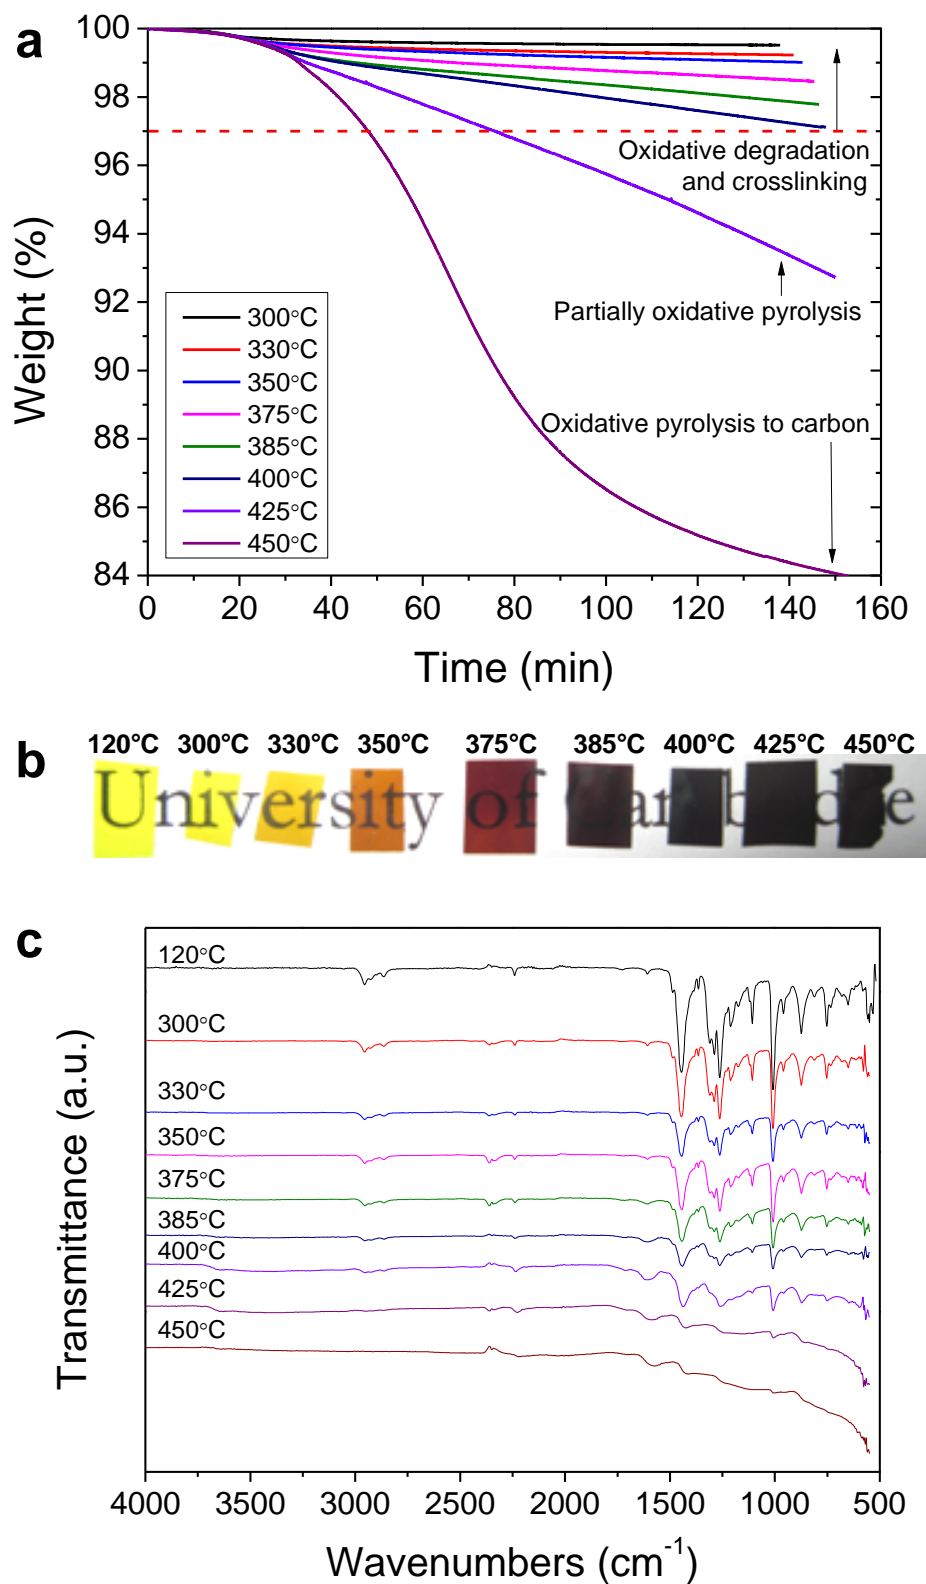 a
100
98
96
94
92
90
88
86
84
Weight (%)
Oxidative degradation
and crosslinking
Partially oxidative pyrolysis
Oxidative pyrolysis to carbon
300°C
330°C
350°C
375°C
385°C
400°C
425°C
450°C
0 20 40 60 80 100 120 140 160
Time (min)
b
120°C 300°C 330°C 350°C 375°C 385°C 400°C 425°C 450°C
University of
c
120°C
300°C
330°C
350°C
375°C
385°C
400°C
425°C
450°C
Transmittance (a.u.)
4000 3500 3000 2500 2000 1500 1000 500
Wavenumbers (cm⁻¹)